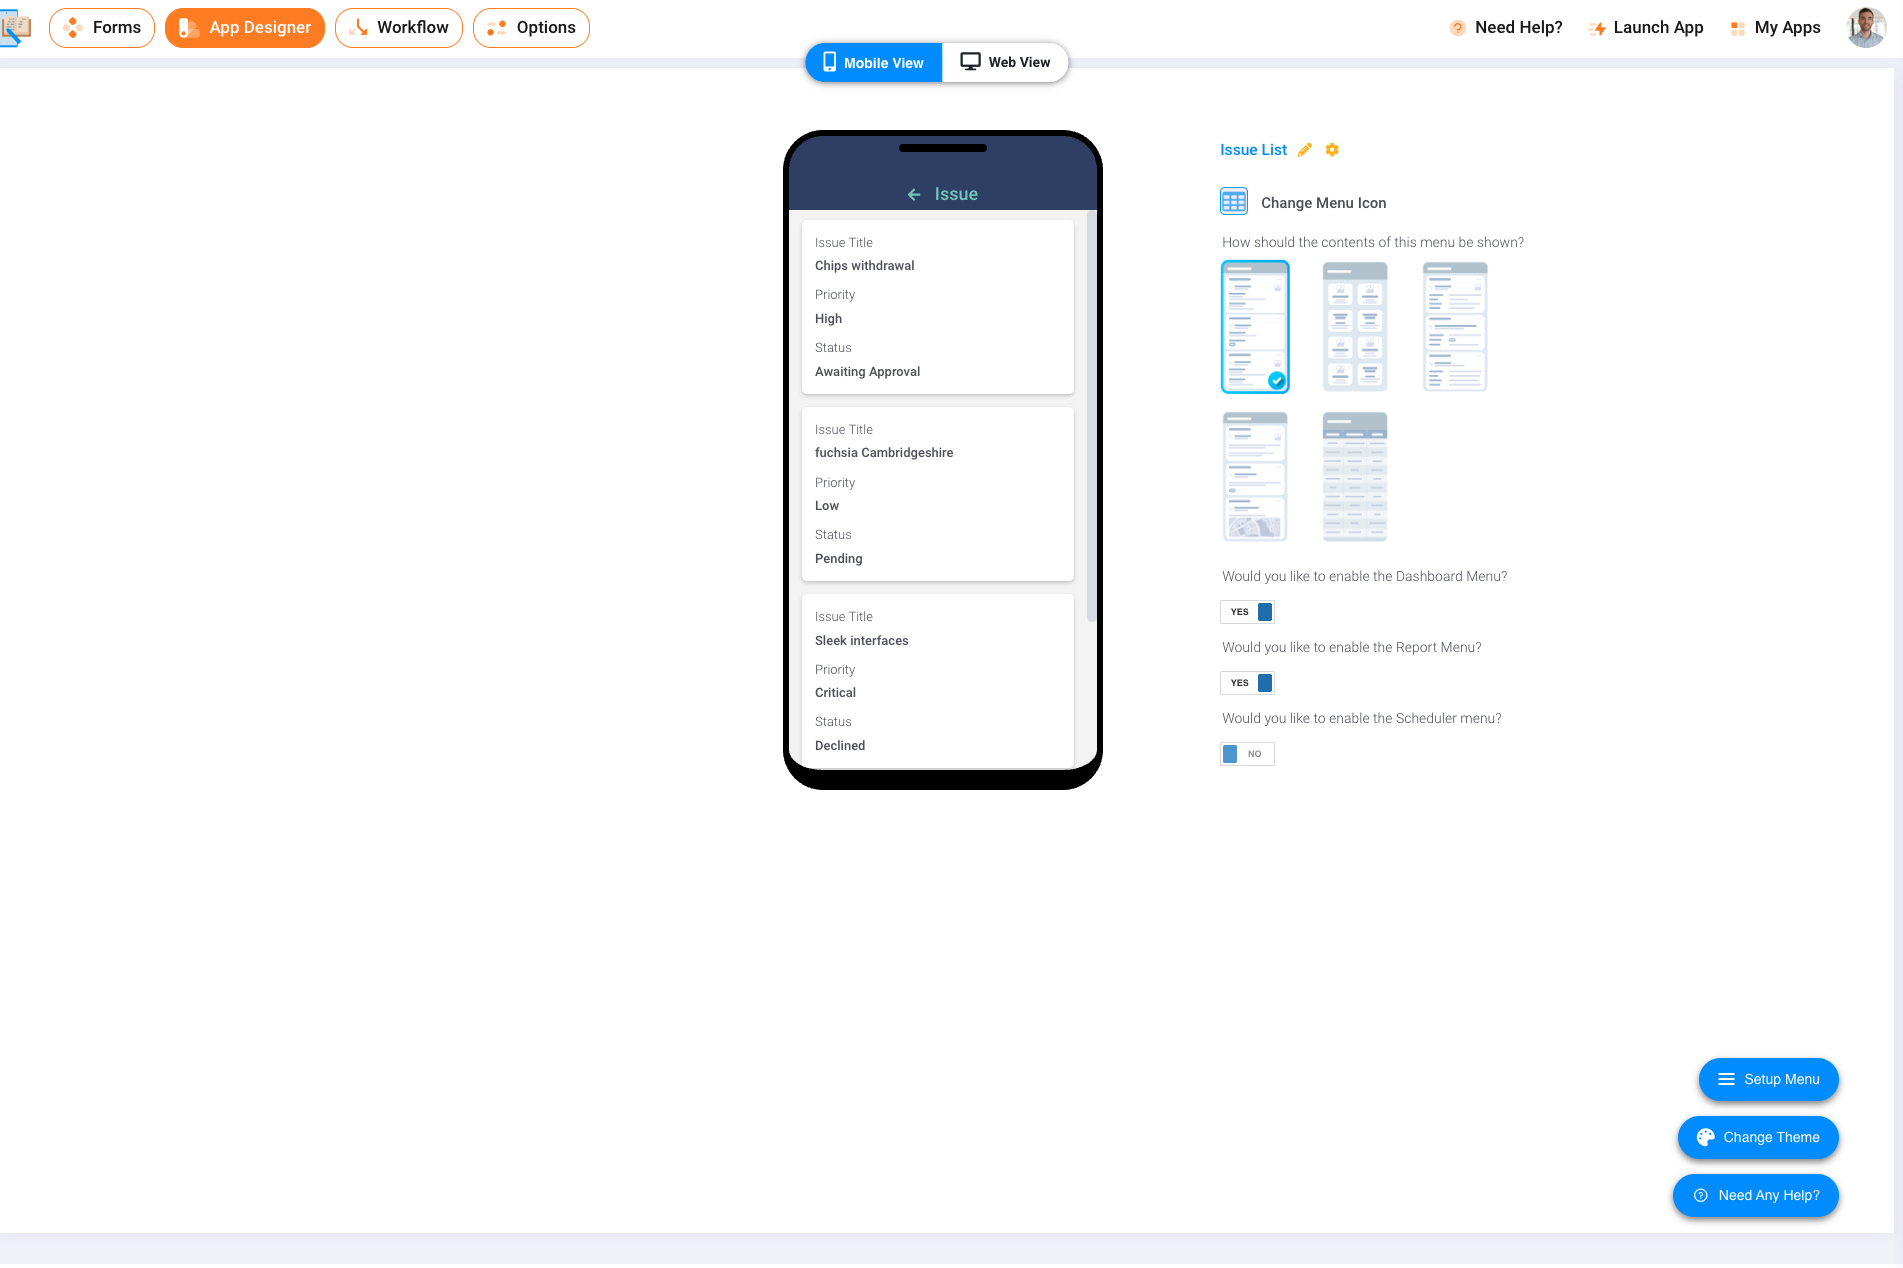 Forms
App Designer
Workflow
Options
Need Help?
Launch App
My Apps
Mobile View
Web View
Issue
Issue Title
Chips withdrawal
Priority
High
Status
Awaiting Approval
Issue Title
fuchsia Cambridgeshire
Priority
Low
Status
Pending
Issue Title
Sleek interfaces
Priority
Critical
Status
Declined
Issue List
Change Menu Icon
How should the contents of this menu be shown?
Would you like to enable the Dashboard Menu?
YES
Would you like to enable the Report Menu?
YES
Would you like to enable the Scheduler menu?
NO
Setup Menu
Change Theme
Need Any Help?